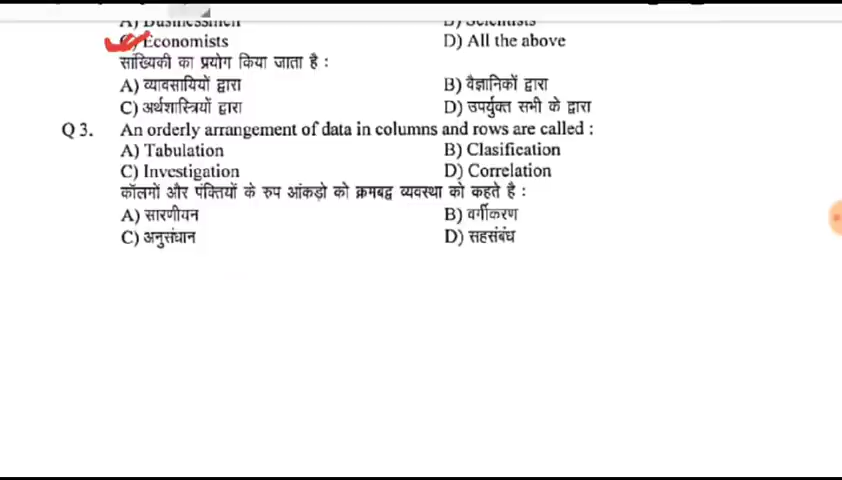 A) Businessmen D) Scientists
C) Economists D) All the above
सांख्यिकी का प्रयोग किया जाता है :
A) व्यावसायियों द्वारा B) वैज्ञानिकों द्वारा
C) अर्थशास्त्रियों द्वारा D) उपर्युक्त सभी के द्वारा
Q 3. An orderly arrangement of data in columns and rows are called :
A) Tabulation B) Clasification
C) Investigation D) Correlation
कॉलमों और पंक्तियों के रुप आंकड़ो को क्रमबद्व व्यवस्था को कहते है :
A) सारणीयन B) वर्गीकरण
C) अनुसंधान D) सहसंबंध